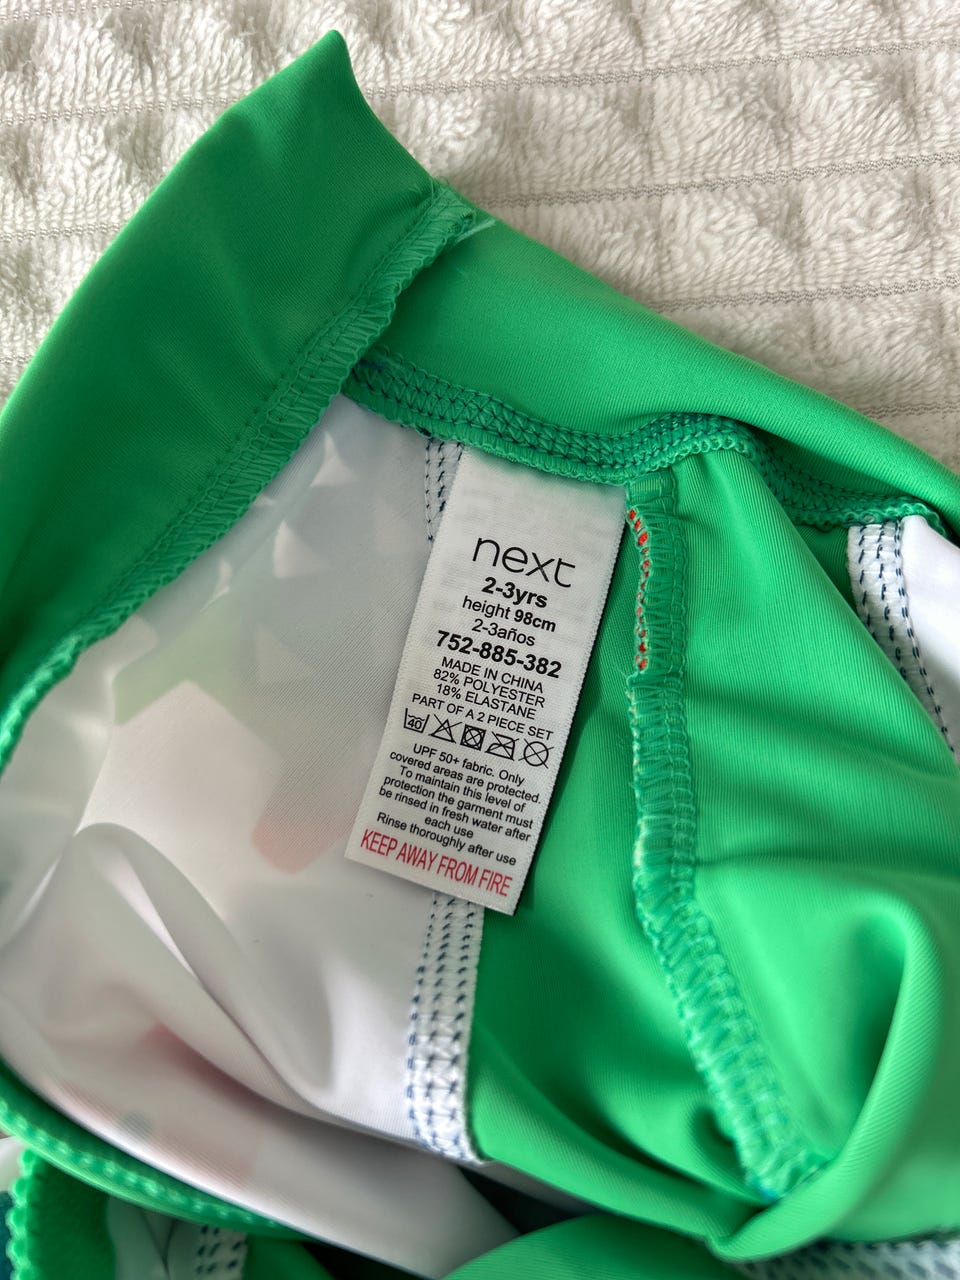 next
2-3yrs
height 98cm
2-3años
752-885-382
MADE IN CHINA
82% POLYESTER
18% ELASTANE
PART OF A 2 PIECE SET
40
UPF 50+ fabric. Only
covered areas are protected.
To maintain this level of
protection the garment must
be rinsed in fresh water after
each use
Rinse thoroughly after use
KEEP AWAY FROM FIRE